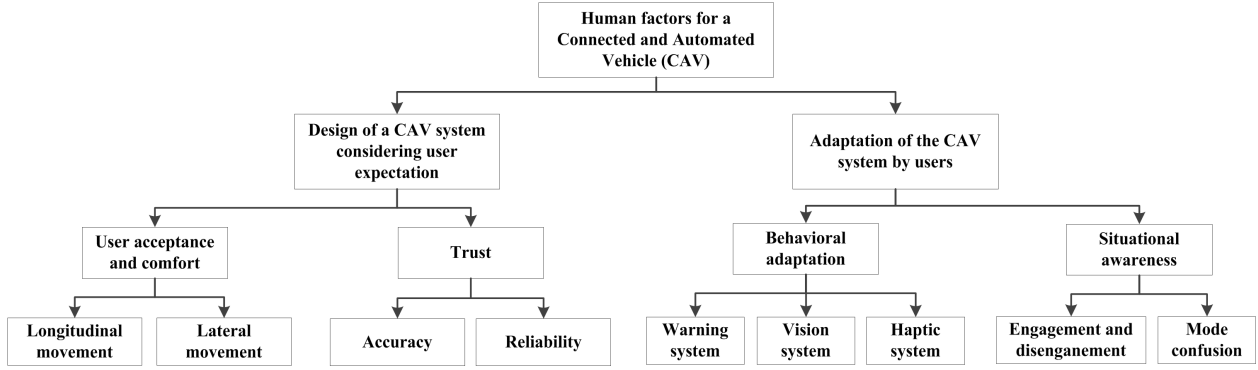 Human factors for a
Connected and Automated
Vehicle (CAV)
Design of a CAV system
considering user
expectation
Adaptation of the CAV
system by users
User acceptance
and comfort
Trust
Behavioral
adaptation
Situational
awareness
Longitudinal
movement
Lateral
movement
Accuracy
Reliability
Warning
system
Vision
system
Haptic
system
Engagement and
disenganement
Mode
confusion